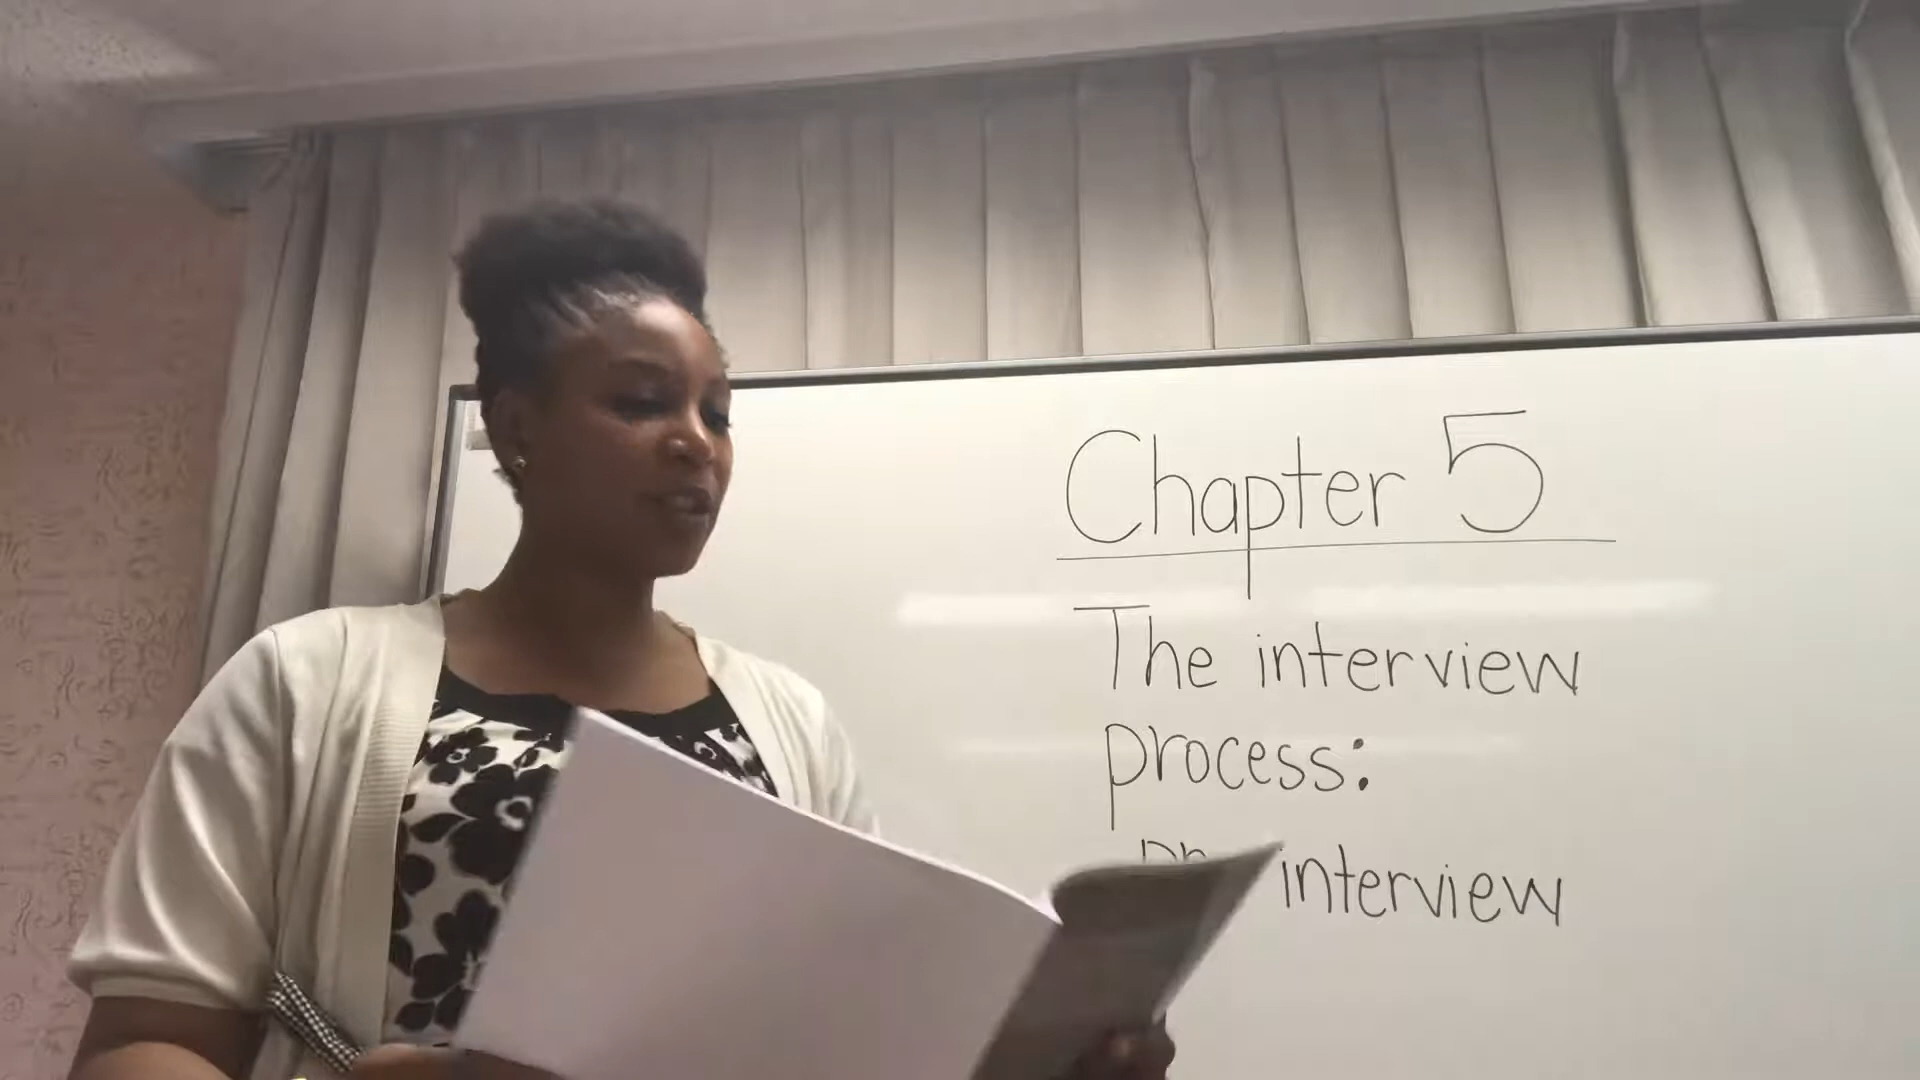 Chapter 5
The interview
process:
interview